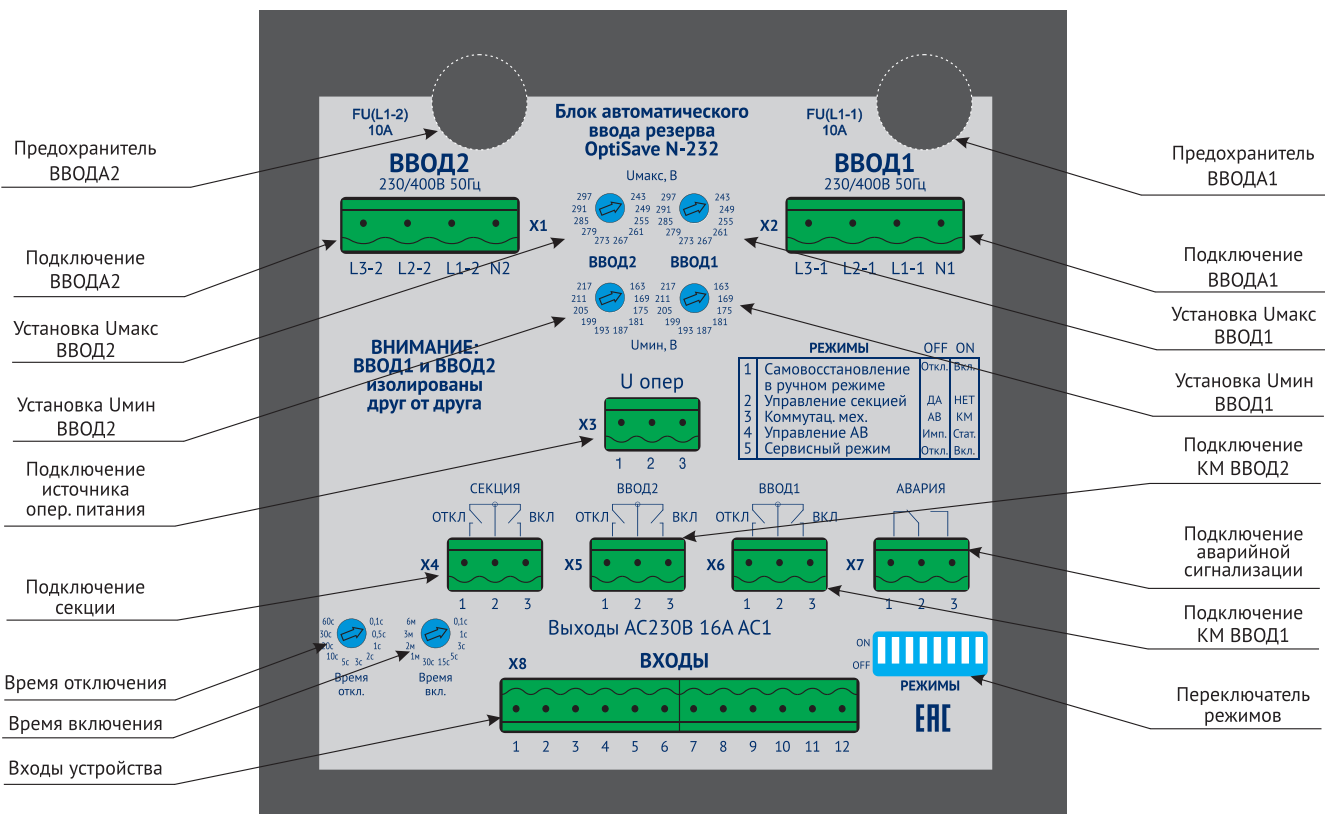 Предохранитель
ВВОДА2
Подключение
ВВОДА2
Установка Uмакс
ВВОД2
Установка Uмин
ВВОД2
Подключение
источника
опер. питания
Подключение
секции
Время отключения
Время включения
Входы устройства
FU(L1-2)
10А
ВВОД2
230/400В 50Гц
X1
L3-2 L2-2 L1-2 N2
Блок автоматического
ввода резерва
OptiSave N-232
Uмакс, В
297 243
291 249
285 255
279 261
273 267
297 243
291 249
285 255
279 261
273 267
ВВОД2 ВВОД1
217 163
211 169
205 175
199 181
193 187
217 163
211 169
205 175
199 181
193 187
Uмин, В
FU(L1-1)
10А
ВВОД1
230/400В 50Гц
X2
L3-1 L2-1 L1-1 N1
ВНИМАНИЕ:
ВВОД1 и ВВОД2
изолированы
друг от друга
U опер
X3
1 2 3
РЕЖИМЫ OFF ON
1 Самовосстановление
в ручном режиме Откл. Вкл.
2 Управление секцией ДА НЕТ
3 Коммутац. мех. АВ КМ
4 Управление АВ Имп. Стат.
5 Сервисный режим Откл. Вкл.
СЕКЦИЯ
ОТКЛ ВКЛ
X4
1 2 3
ВВОД2
ОТКЛ ВКЛ
X5
1 2 3
ВВОД1
ОТКЛ ВКЛ
X6
1 2 3
АВАРИЯ
X7
1 2 3
Выходы AC230В 16А АС1
60с 0,1с
30с 0,5с
20с 1с
10с 2с
5с 3с
Время
откл.
6м 0,1с
3м 1с
2м 3с
1м 5с
30с 15с
Время
вкл.
X8
ВХОДЫ
1 2 3 4 5 6 7 8 9 10 11 12
ON
OFF
РЕЖИМЫ
EAC
Предохранитель
ВВОДА1
Подключение
ВВОДА1
Установка Uмакс
ВВОД1
Установка Uмин
ВВОД1
Подключение
КМ ВВОД2
Подключение
аварийной
сигнализации
Подключение
КМ ВВОД1
Переключатель
режимов